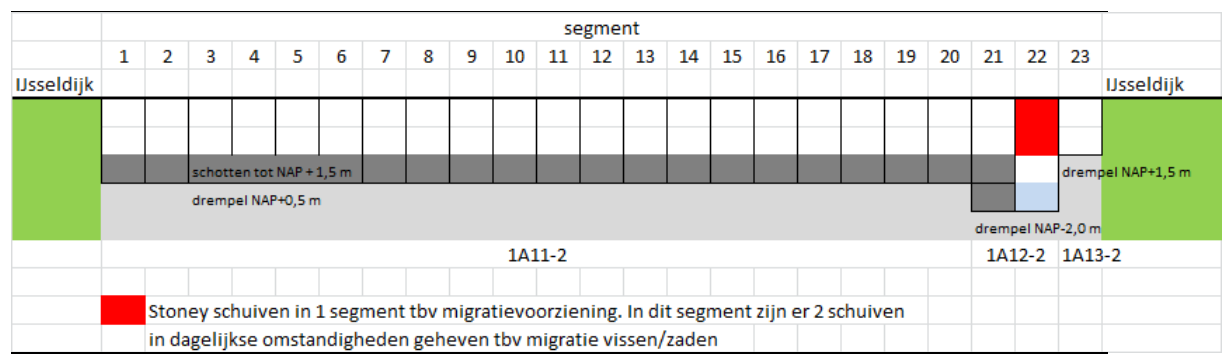 segment
1 2 3 4 5 6 7 8 9 10 11 12 13 14 15 16 17 18 19 20 21 22 23
IJsseldijk IJsseldijk
schotten tot NAP + 1,5 m drempel NAP+1,5 m
drempel NAP+0,5 m
drempel NAP-2,0 m
1A11-2 1A12-2 1A13-2
Stoney schuiven in 1 segment tbv migratievoorziening. In dit segment zijn er 2 schuiven
in dagelijkse omstandigheden geheven tbv migratie vissen/zaden